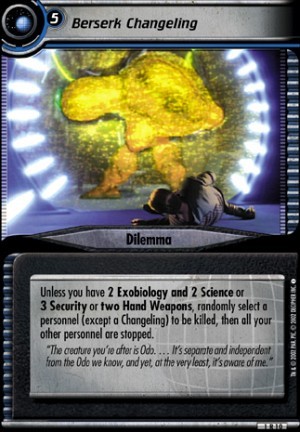 5 Berserk Changeling
Dilemma
Unless you have 2 Exobiology and 2 Science or
3 Security or two Hand Weapons, randomly select a
personnel (except a Changeling) to be killed, then all your
other personnel are stopped.
"The creature you're after is Odo. . . . It's separate and independent
from the Odo we know, and yet, at the very least, it's aware of me."
1 R 10